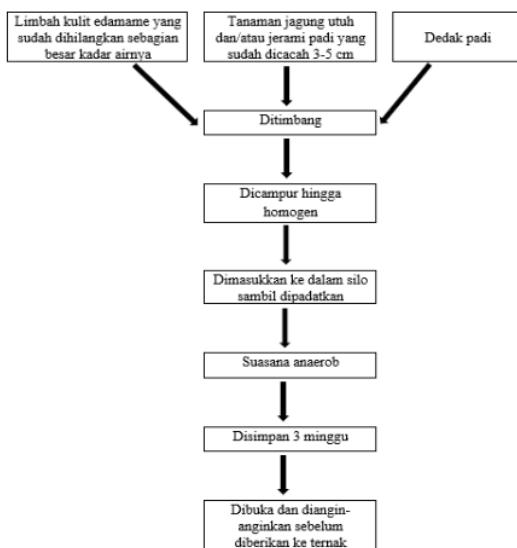 Limbah kulit edamame yang
sudah dihilangkan sebagian
besar kadar airnya
Tanaman jagung utuh
dan/atau jerami padi yang
sudah dicacah 3-5 cm
Dedak padi
Ditimbang
Dicampur hingga
homogen
Dimasukkan ke dalam silo
sambil dipadatkan
Suasana anaerob
Disimpan 3 minggu
Dibuka dan diangin-
anginkan sebelum
diberikan ke ternak